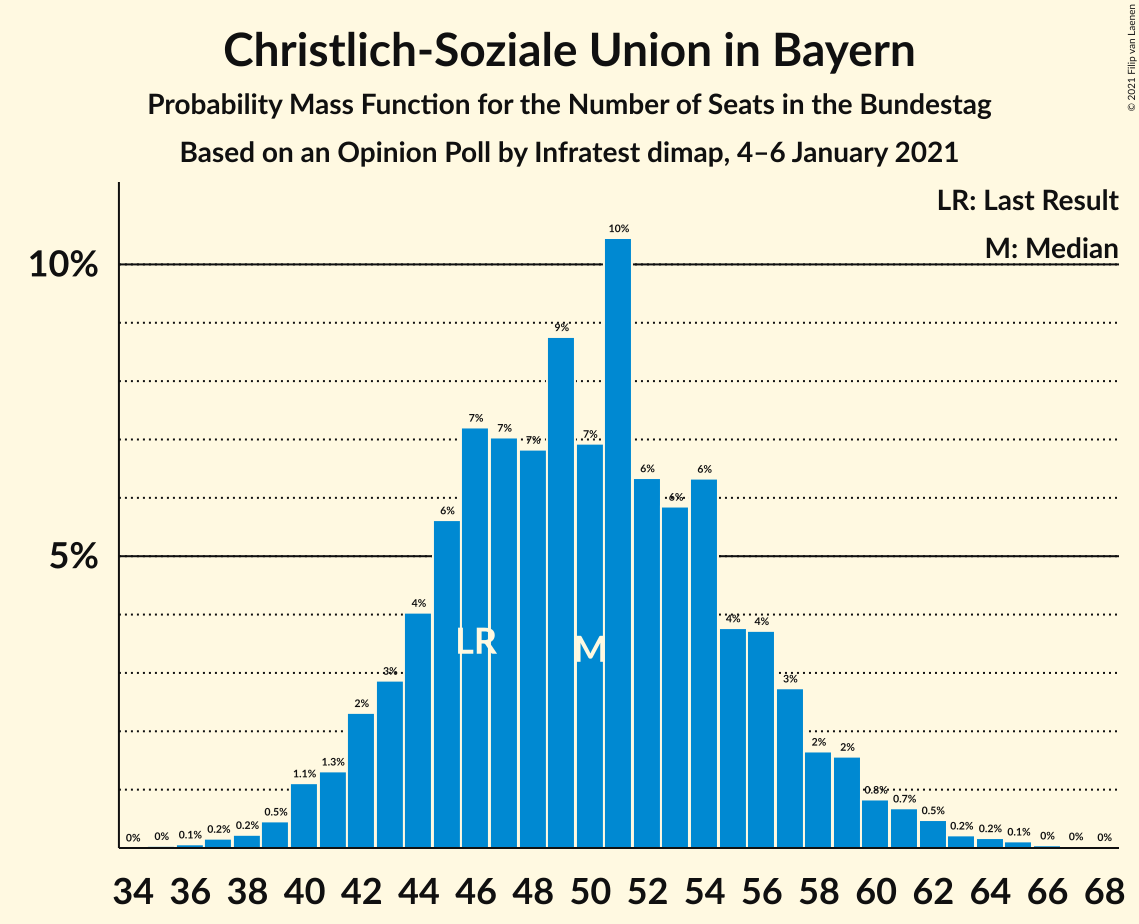 Christlich-Soziale Union in Bayern
Probability Mass Function for the Number of Seats in the Bundestag
Based on an Opinion Poll by Infratest dimap, 4–6 January 2021
© 2021 Filip van Laenen
LR: Last Result
M: Median
10%
5%
0% 0% 0.1% 0.2% 0.2% 0.5% 1.1% 1.3% 2% 3% 4% 6% 7% 7% 7% 9% 7% 10% 6% 6% 6% 4% 4% 3% 2% 2% 0.8% 0.7% 0.5% 0.2% 0.2% 0.1% 0% 0% 0%
LR M
34 36 38 40 42 44 46 48 50 52 54 56 58 60 62 64 66 68